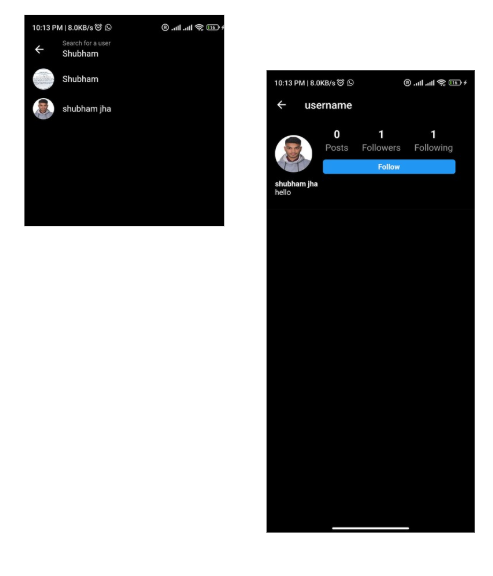 10:13 PM | 8.0KB/s
Search for a user
Shubham
Shubham
shubham jha
10:13 PM | 8.0KB/s
username
0 1 1
Posts Followers Following
Follow
shubham jha
hello